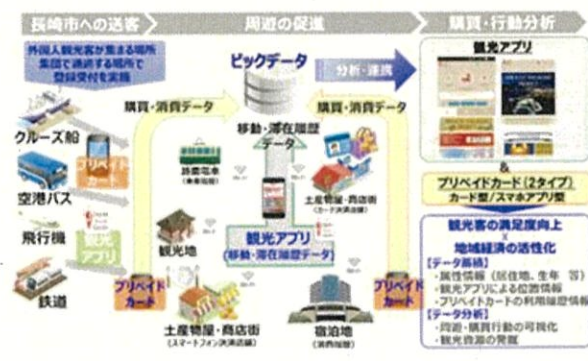 長崎市への送客
周遊の促進
購買・行動分析
外国人観光客が集まる場所
集団で通過する場所で
登録受付を実施
クルーズ船
空港バス
飛行機
鉄道
プリペイド
カード
観光
アプリ
購買・消費データ
ビックデータ
分析・連携
購買・消費データ
移動・滞在履歴
データ
路面電車
(乗車履歴)
観光地
土産物屋・商店街
(カード決済店舗)
観光アプリ
(移動・滞在履歴データ)
プリペイド
カード
土産物屋・商店街
(スマートフォン決済店舗)
宿泊地
(消費履歴)
プリペイド
カード
観光アプリ
&
プリペイドカード(2タイプ)
カード型/スマホアプリ型
観光客の満足度向上
×
地域経済の活性化
【データ蓄積】
・属性情報(居住地、生年 等)
・観光アプリによる位置情報
・プリペイドカードの利用履歴情報
【データ分析】
・周遊・購買行動の可視化
・観光資源の発掘